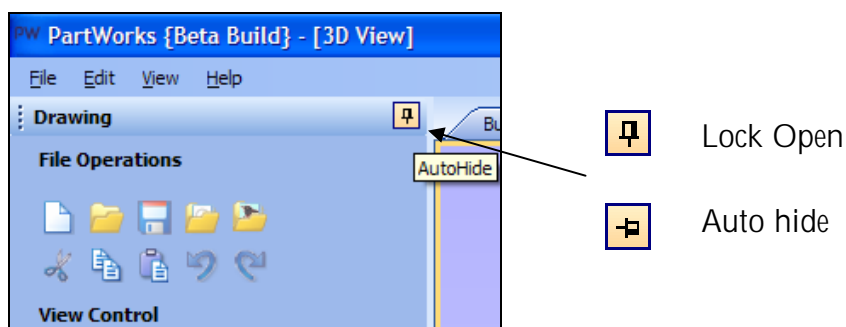 PW PartWorks {Beta Build} - [3D View]
File Edit View Help
Drawing
Bu
File Operations
AutoHide
View Control
Lock Open
Auto hide